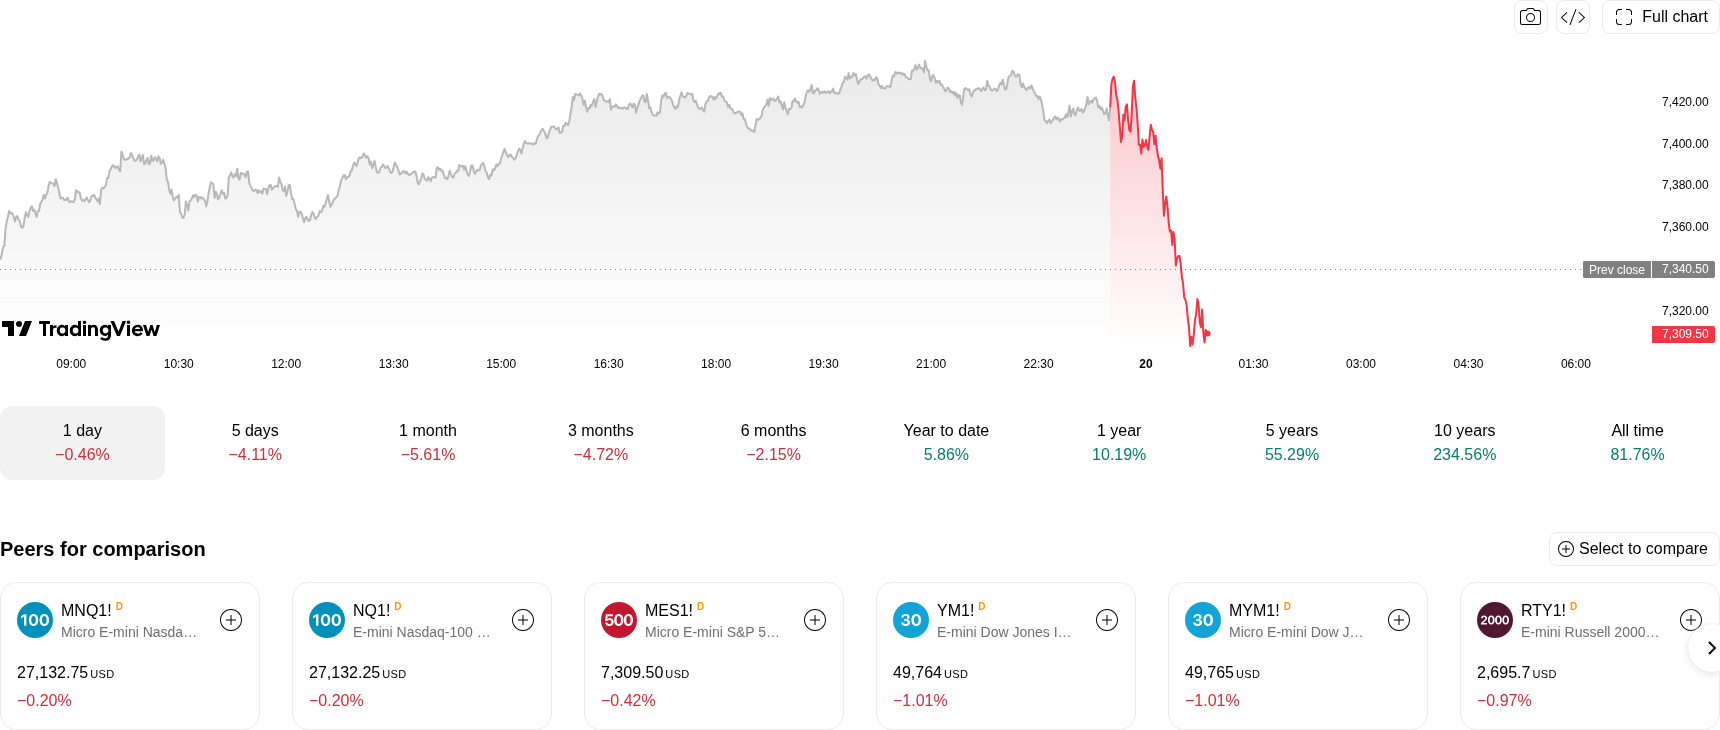 Full chart
7,420.00
7,400.00
7,380.00
7,360.00
Prev close 7,340.50
7,320.00
7,309.50
TradingView
09:00 10:30 12:00 13:30 15:00 16:30 18:00 19:30 21:00 22:30 20 01:30 03:00 04:30 06:00
1 day 5 days 1 month 3 months 6 months Year to date 1 year 5 years 10 years All time
−0.46% −4.11% −5.61% −4.72% −2.15% 5.86% 10.19% 55.29% 234.56% 81.76%
Peers for comparison
Select to compare
100 MNQ1! D
Micro E-mini Nasda…
27,132.75 USD
−0.20%
100 NQ1! D
E-mini Nasdaq-100 …
27,132.25 USD
−0.20%
500 MES1! D
Micro E-mini S&P 5…
7,309.50 USD
−0.42%
30 YM1! D
E-mini Dow Jones I…
49,764 USD
−1.01%
30 MYM1! D
Micro E-mini Dow J…
49,765 USD
−1.01%
2000 RTY1! D
E-mini Russell 2000…
2,695.7 USD
−0.97%